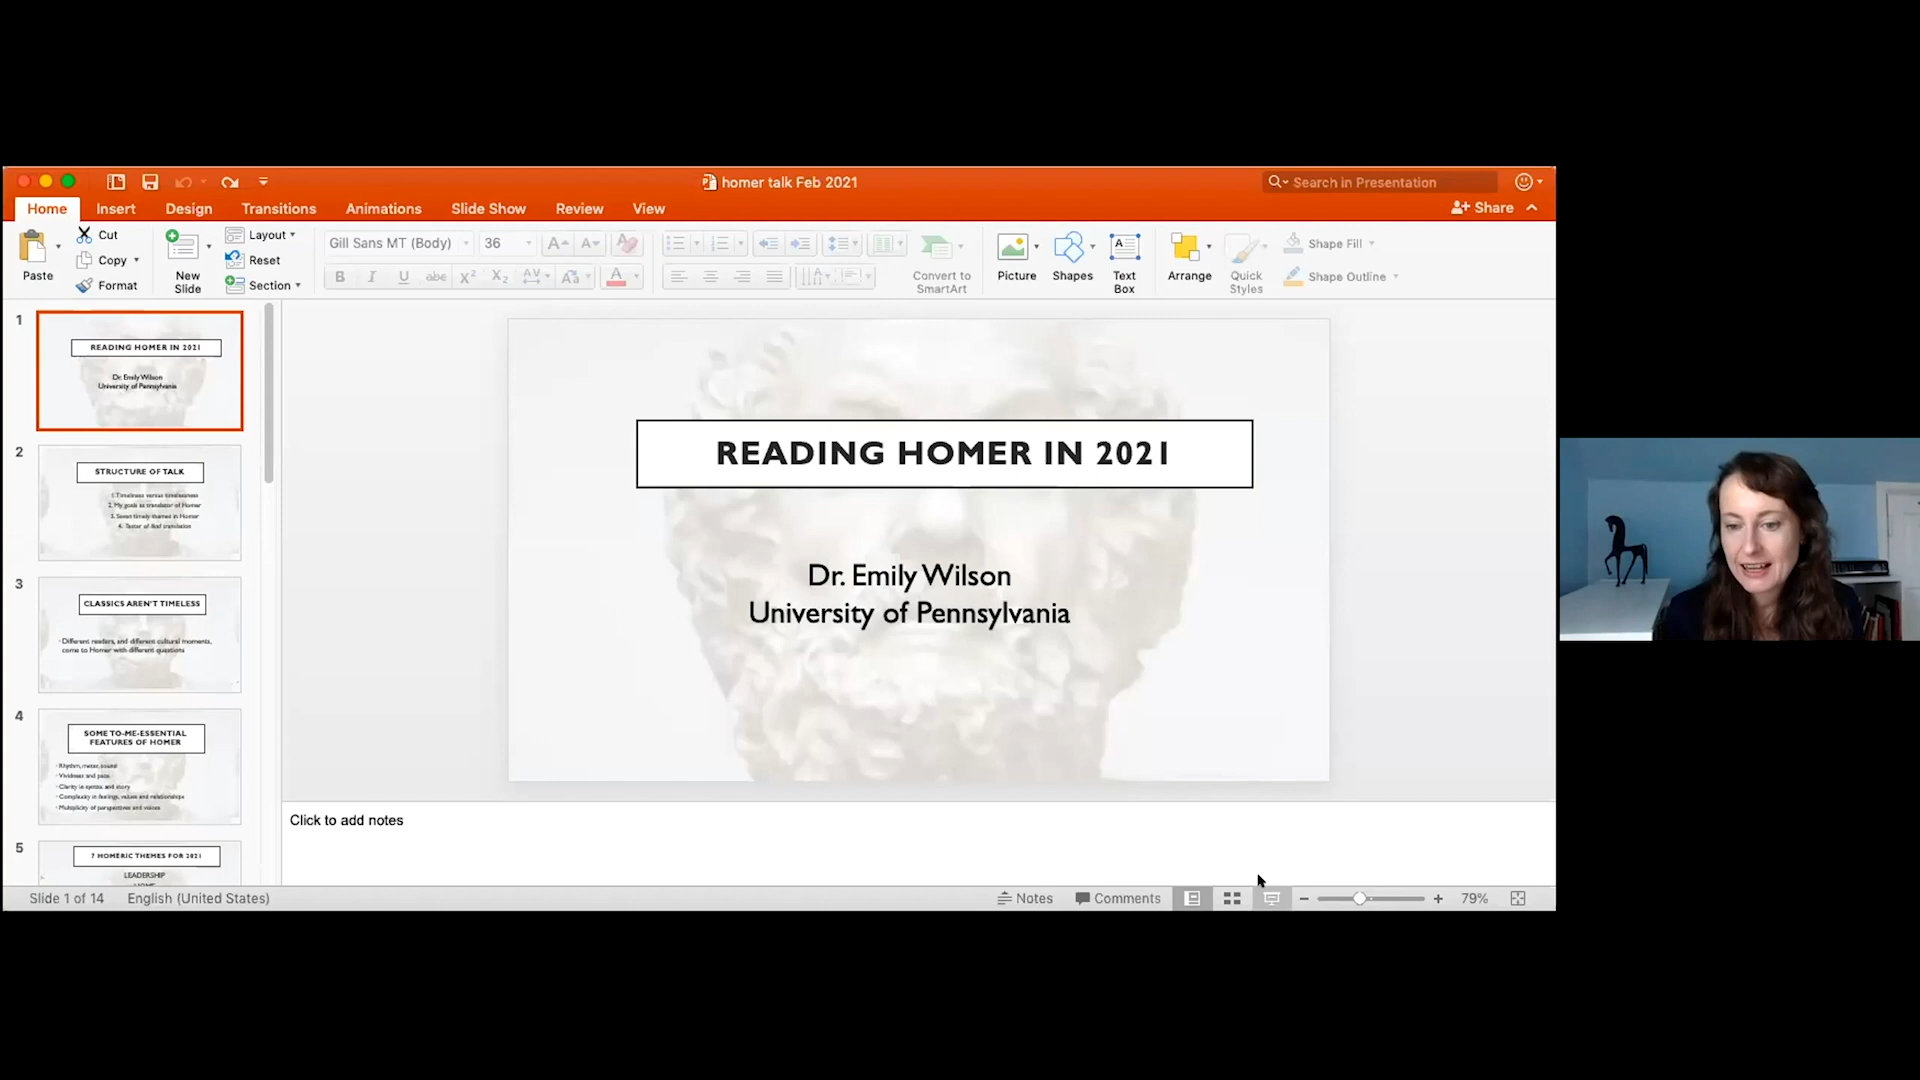 homer talk Feb 2021
Search in Presentation
Home Insert Design Transitions Animations Slide Show Review View
Share
Paste
Cut
Copy
Format
New Slide
Layout
Reset
Section
Gill Sans MT (Body) 36
Convert to SmartArt
Picture
Shapes
Text Box
Arrange
Quick Styles
Shape Fill
Shape Outline
1
READING HOMER IN 2021
Dr. Emily Wilson
University of Pennsylvania
2
STRUCTURE OF TALK
1. Timeliness versus timelessness
2. My goals as translator of Homer
3. Seven timely themes in Homer
4. Taster of Iliad translation
3
CLASSICS AREN'T TIMELESS
Different readers, and different cultural moments,
come to Homer with different questions
4
SOME TO-ME-ESSENTIAL
FEATURES OF HOMER
Rhythm, meter, sound
Vividness and pace
Clarity in syntax and story
Complexity in feelings, values and relationships
Multiplicity of perspectives and voices
5
7 HOMERIC THEMES FOR 2021
LEADERSHIP
READING HOMER IN 2021
Dr. Emily Wilson
University of Pennsylvania
Click to add notes
Slide 1 of 14 English (United States)
Notes Comments 79%